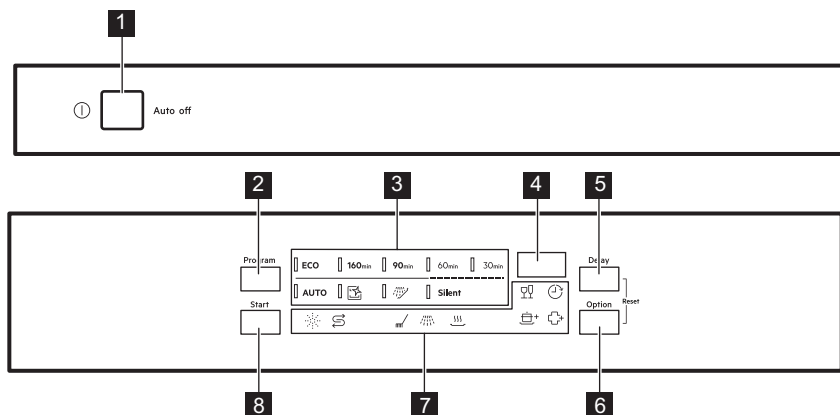 1
Auto off
2 3 4 5
Program Delay
ECO 160min 90min 60min 30min
AUTO Silent
Start Option Reset
8 7 6